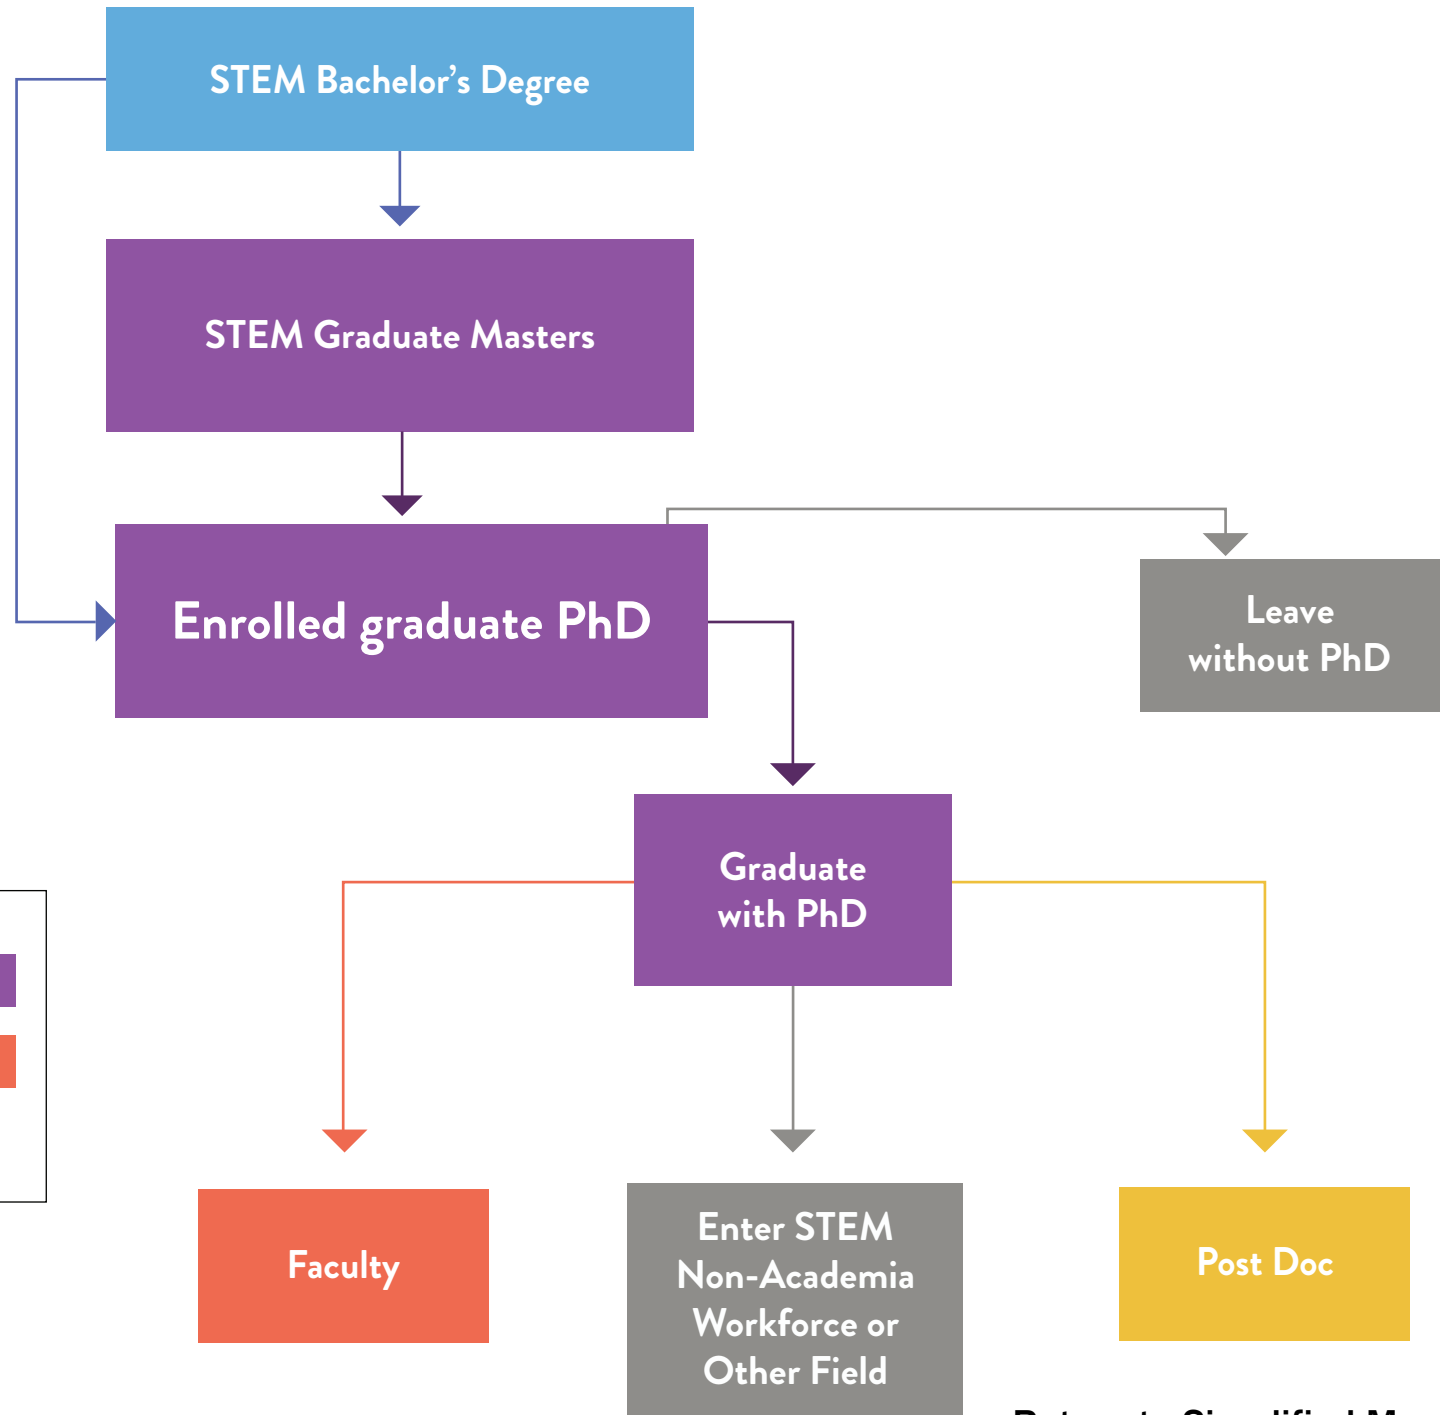 STEM Bachelor's Degree
STEM Graduate Masters
Enrolled graduate PhD
Leave
without PhD
Graduate
with PhD
Faculty
Enter STEM
Non-Academia
Workforce or
Other Field
Post Doc